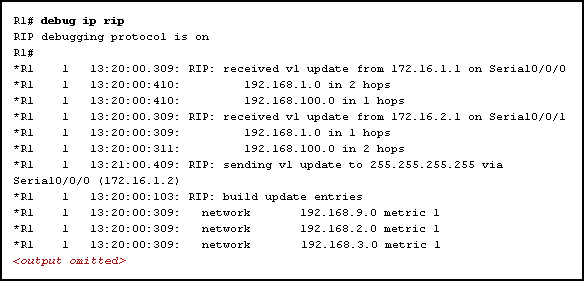 R1# debug ip rip
RIP debugging protocol is on
R1#
*R1 1 13:20:00.309: RIP: received v1 update from 172.16.1.1 on Serial0/0/0
*R1 1 13:20:00:410: 192.168.1.0 in 2 hops
*R1 1 13:20:00:410: 192.168.100.0 in 1 hops
*R1 1 13:20:00.309: RIP: received v1 update from 172.16.2.1 on Serial0/0/1
*R1 1 13:20:00:309: 192.168.1.0 in 1 hops
*R1 1 13:20:00:311: 192.168.100.0 in 2 hops
*R1 1 13:21:00.409: RIP: sending v1 update to 255.255.255.255 via
Serial0/0/0 (172.16.1.2)
*R1 1 13:20:00:103: RIP: build update entries
*R1 1 13:20:00:309: network 192.168.9.0 metric 1
*R1 1 13:20:00:309: network 192.168.2.0 metric 1
*R1 1 13:20:00:309: network 192.168.3.0 metric 1
<output omitted>